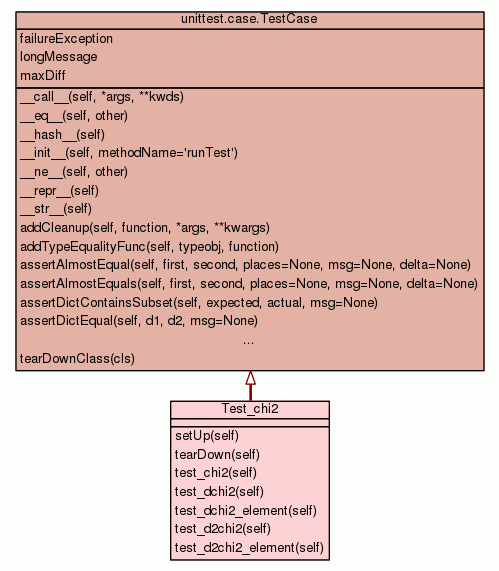 unittest.case.TestCase
failureException
longMessage
maxDiff
__call__(self, *args, **kwds)
__eq__(self, other)
__hash__(self)
__init__(self, methodName='runTest')
__ne__(self, other)
__repr__(self)
__str__(self)
addCleanup(self, function, *args, **kwargs)
addTypeEqualityFunc(self, typeobj, function)
assertAlmostEqual(self, first, second, places=None, msg=None, delta=None)
assertAlmostEquals(self, first, second, places=None, msg=None, delta=None)
assertDictContainsSubset(self, expected, actual, msg=None)
assertDictEqual(self, d1, d2, msg=None)
...
tearDownClass(cls)
Test_chi2
setUp(self)
tearDown(self)
test_chi2(self)
test_dchi2(self)
test_dchi2_element(self)
test_d2chi2(self)
test_d2chi2_element(self)